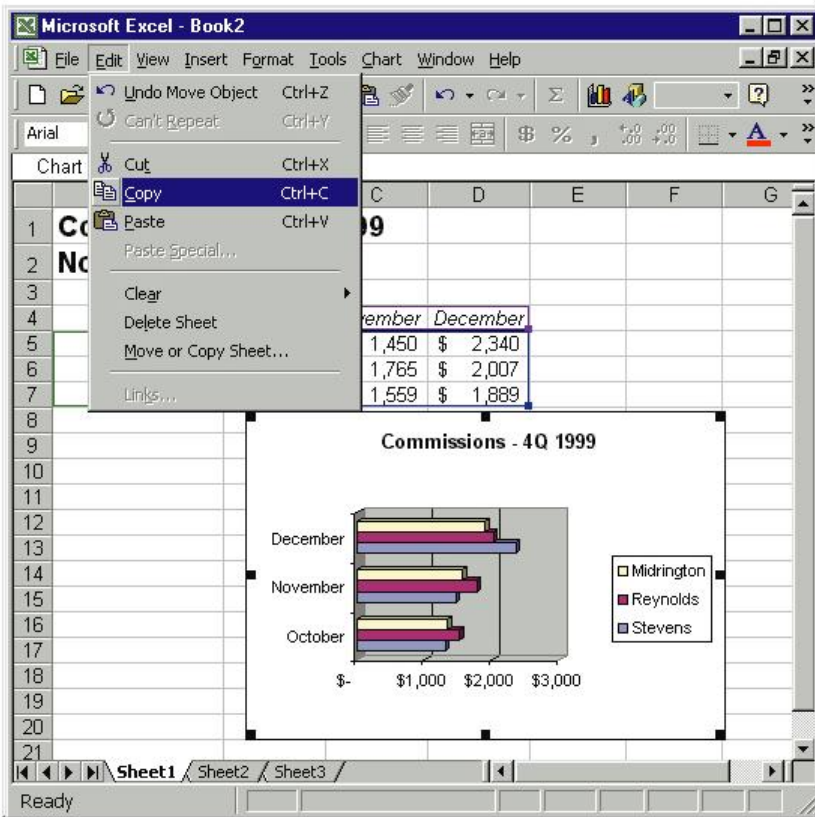 Microsoft Excel - Book2
File Edit View Insert Format Tools Chart Window Help
Undo Move Object Ctrl+Z
Can't Repeat Ctrl+Y
Cut Ctrl+X
Copy Ctrl+C
Paste Ctrl+V
Paste Special...
Clear
Delete Sheet
Move or Copy Sheet...
Links...
Arial
$ % ,
Chart
C D E F G
1 Co 99
2 No
3
4 ember December
5 1,450 $ 2,340
6 1,765 $ 2,007
7 1,559 $ 1,889
8
9
10
11
12
13
14
15
16
17
18
19
20
21
Commissions - 4Q 1999
December
November
October
$- $1,000 $2,000 $3,000
Midrington
Reynolds
Stevens
Sheet1 Sheet2 Sheet3
Ready